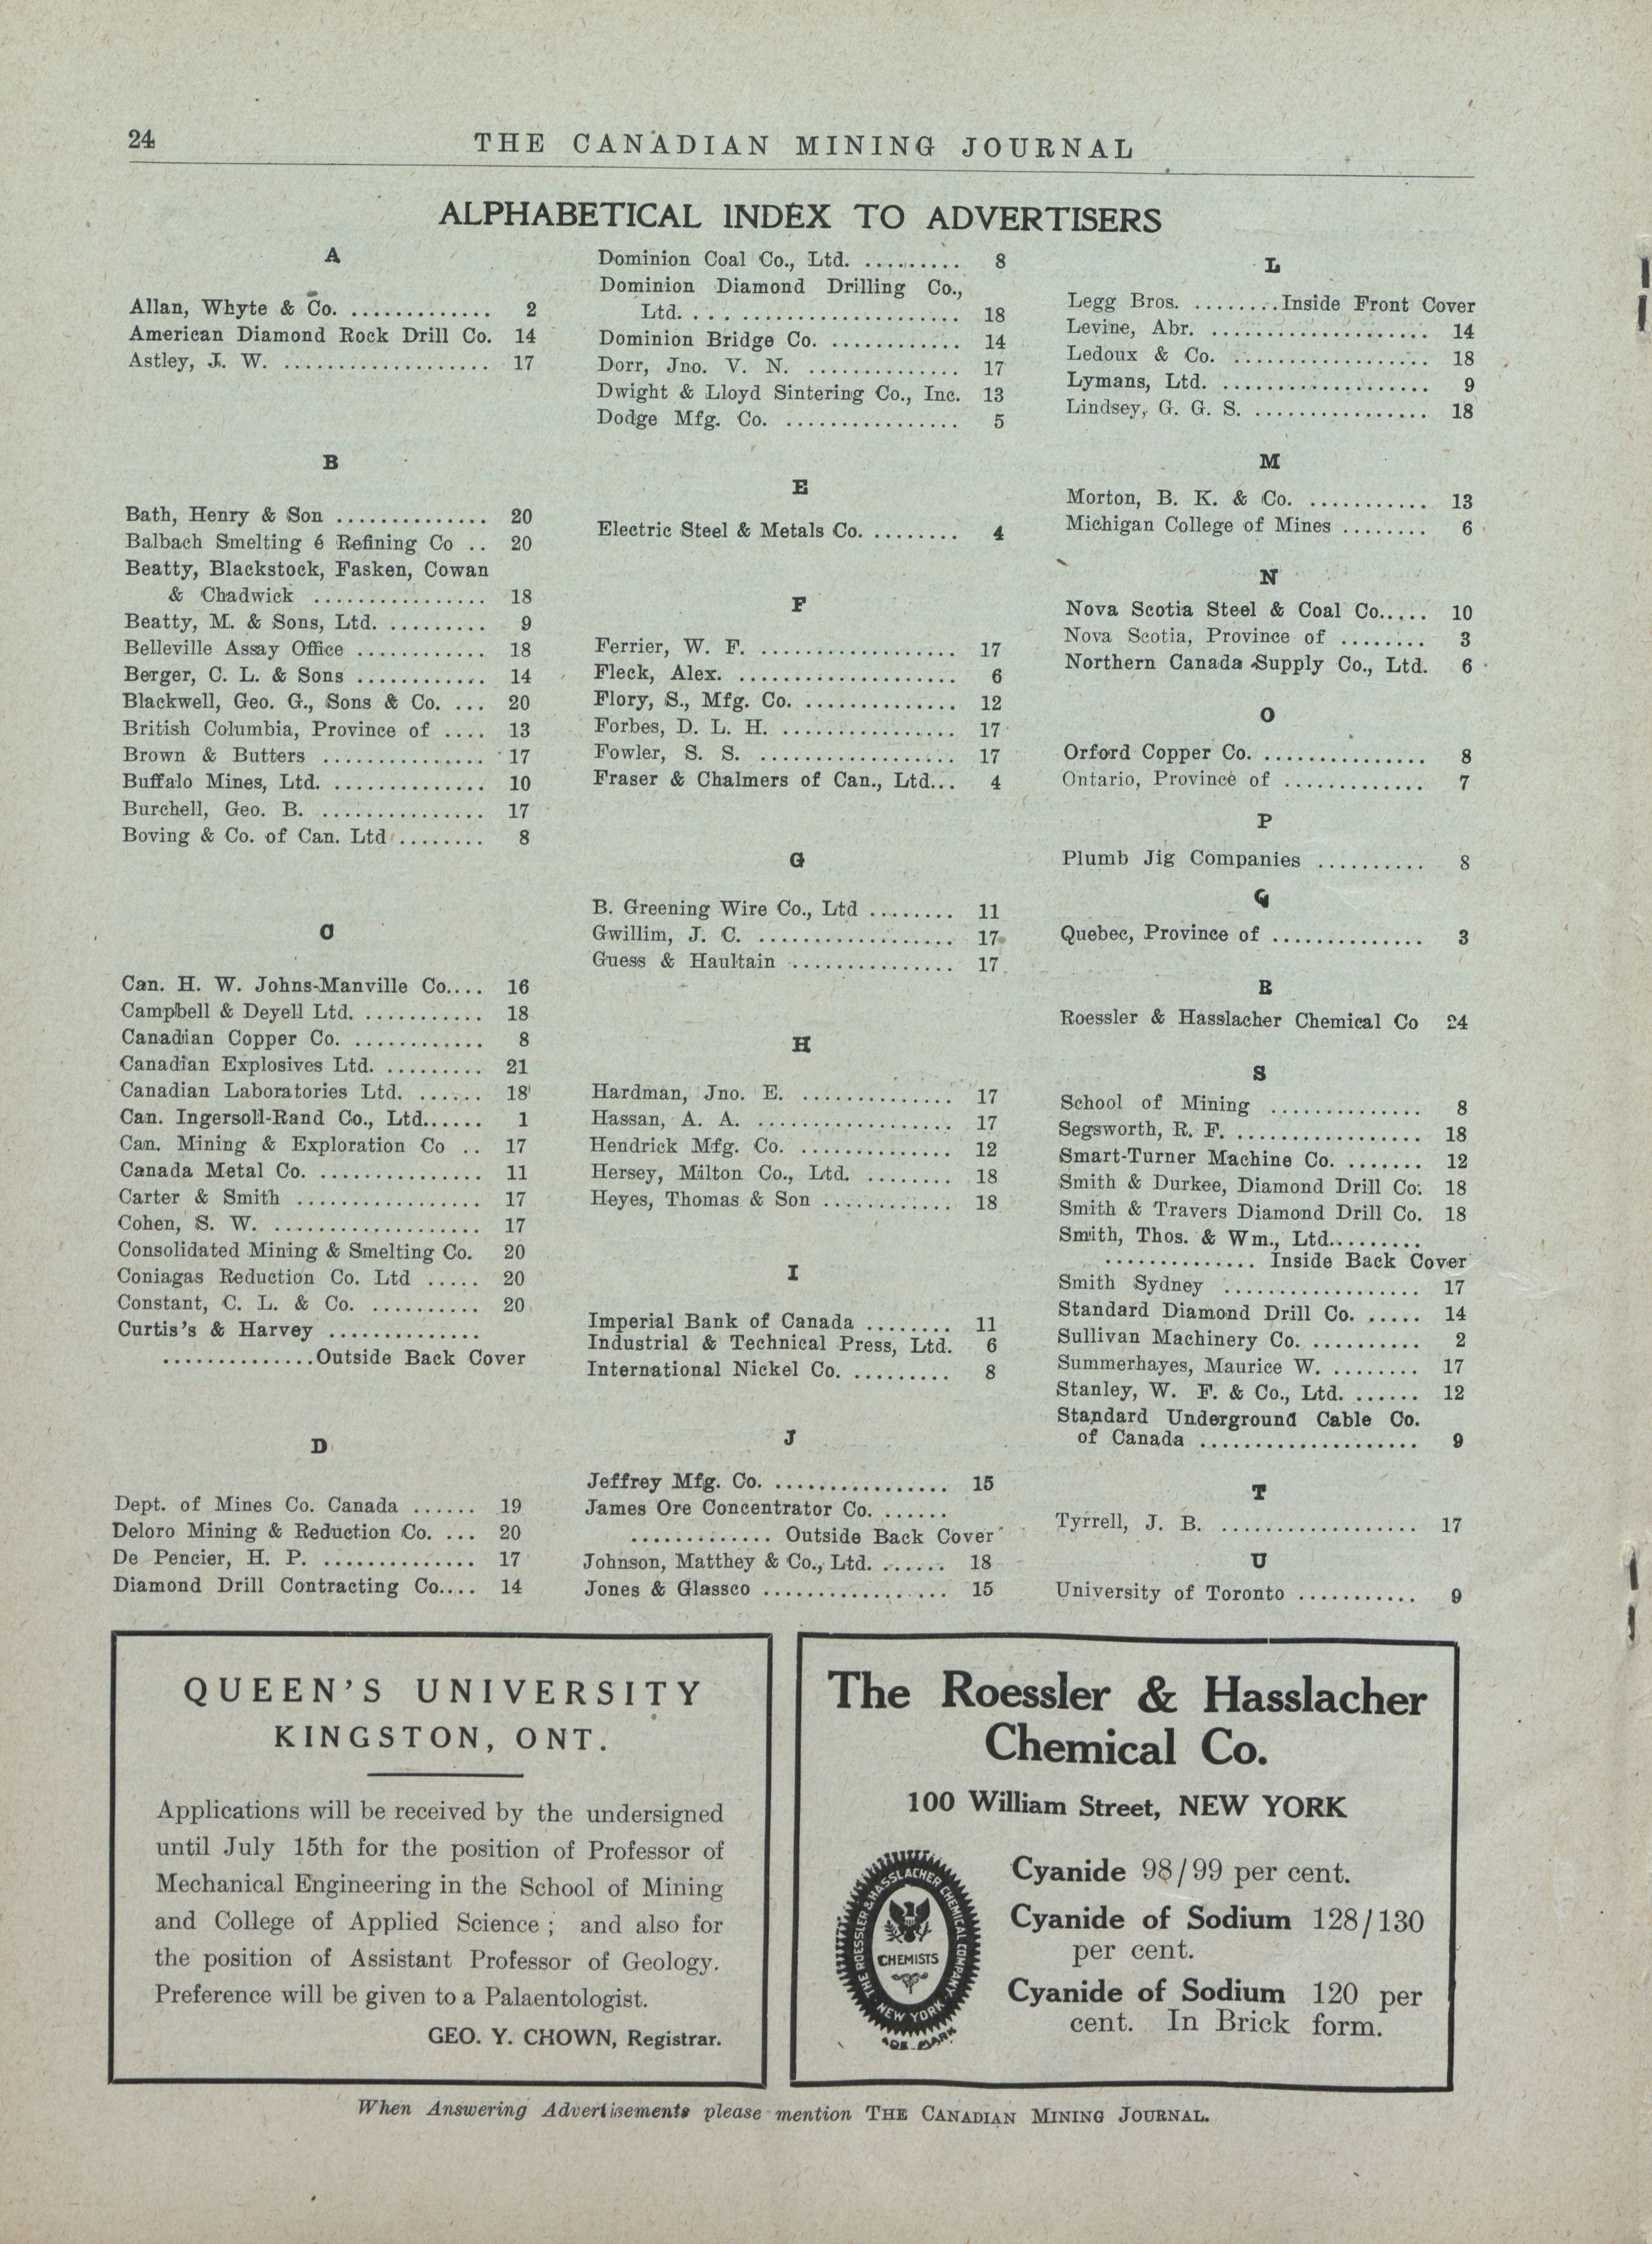 24
THE CANADIAN MINING JOURNAL
ALPHABETICAL INDEX TO ADVERTISERS
A
Allan, Whyte & Co. ............. 2
American Diamond Rock Drill Co. 14
Astley, J. W. ................... 17
B
Bath, Henry & Son .............. 20
Balbach Smelting é Refining Co .. 20
Beatty, Blackstock, Fasken, Cowan
& Chadwick ................ 18
Beatty, M. & Sons, Ltd. ......... 9
Belleville Assay Office ............ 18
Berger, C. L. & Sons ............ 14
Blackwell, Geo. G., Sons & Co. ... 20
British Columbia, Province of .... 13
Brown & Butters ............... 17
Buffalo Mines, Ltd. .............. 10
Burchell, Geo. B. ............... 17
Boving & Co. of Can. Ltd ........ 8
C
Can. H. W. Johns-Manville Co.... 16
Campbell & Deyell Ltd. ........... 18
Canadian Copper Co. ............ 8
Canadian Explosives Ltd. ......... 21
Canadian Laboratories Ltd. ...... 18
Can. Ingersoll-Rand Co., Ltd...... 1
Can. Mining & Exploration Co .. 17
Canada Metal Co. ............... 11
Carter & Smith ................. 17
Cohen, S. W. ................... 17
Consolidated Mining & Smelting Co. 20
Coniagas Reduction Co. Ltd ..... 20
Constant, C. L. & Co. .......... 20
Curtis's & Harvey ..............
..............Outside Back Cover
D
Dept. of Mines Co. Canada ...... 19
Deloro Mining & Reduction Co. ... 20
De Pencier, H. P. .............. 17
Diamond Drill Contracting Co.... 14
Dominion Coal Co., Ltd. ......... 8
Dominion Diamond Drilling Co.,
Ltd. ........................ 18
Dominion Bridge Co. ............ 14
Dorr, Jno. V. N. .............. 17
Dwight & Lloyd Sintering Co., Inc. 13
Dodge Mfg. Co. ................ 5
E
Electric Steel & Metals Co. ........ 4
F
Ferrier, W. F. .................. 17
Fleck, Alex. .................... 6
Flory, S., Mfg. Co. .............. 12
Forbes, D. L. H. ................ 17
Fowler, S. S. .................. 17
Fraser & Chalmers of Can., Ltd... 4
G
B. Greening Wire Co., Ltd ........ 11
Gwillim, J. C. .................. 17
Guess & Haultain ............... 17
H
Hardman, Jno. E. .............. 17
Hassan, A. A. .................. 17
Hendrick Mfg. Co. .............. 12
Hersey, Milton Co., Ltd. ........ 18
Heyes, Thomas & Son ............ 18
I
Imperial Bank of Canada ........ 11
Industrial & Technical Press, Ltd. 6
International Nickel Co. ......... 8
J
Jeffrey Mfg. Co. ................ 15
James Ore Concentrator Co. ......
............. Outside Back Cover
Johnson, Matthey & Co., Ltd. ...... 18
Jones & Glassco ................. 15
L
Legg Bros. ........Inside Front Cover
Levine, Abr. .................... 14
Ledoux & Co. .................. 18
Lymans, Ltd. ................... 9
Lindsey, G. G. S. ................ 18
M
Morton, B. K. & Co. ........... 13
Michigan College of Mines ........ 6
N
Nova Scotia Steel & Coal Co..... 10
Nova Scotia, Province of ........ 3
Northern Canada Supply Co., Ltd. 6
O
Orford Copper Co. ............... 8
Ontario, Province of ............. 7
P
Plumb Jig Companies .......... 8
Q
Quebec, Province of .............. 3
R
Roessler & Hasslacher Chemical Co 24
S
School of Mining .............. 8
Segsworth, R. F. ................. 18
Smart-Turner Machine Co. ....... 12
Smith & Durkee, Diamond Drill Co. 18
Smith & Travers Diamond Drill Co. 18
Smith, Thos. & Wm., Ltd.........
.............. Inside Back Cover
Smith Sydney .................. 17
Standard Diamond Drill Co. ..... 14
Sullivan Machinery Co. .......... 2
Summerhayes, Maurice W. ........ 17
Stanley, W. F. & Co., Ltd. ...... 12
Standard Underground Cable Co.
of Canada .................... 9
T
Tyrrell, J. B. .................. 17
U
University of Toronto ........... 9
QUEEN'S UNIVERSITY
KINGSTON, ONT.
Applications will be received by the undersigned
until July 15th for the position of Professor of
Mechanical Engineering in the School of Mining
and College of Applied Science; and also for
the position of Assistant Professor of Geology.
Preference will be given to a Palaentologist.
GEO. Y. CHOWN, Registrar.
The Roessler & Hasslacher
Chemical Co.
100 William Street, NEW YORK
THE ROESSLER & HASSLACHER CHEMICAL COMPANY
CHEMISTS
NEW YORK
Cyanide 98/99 per cent.
Cyanide of Sodium 128/130
per cent.
Cyanide of Sodium 120 per
cent. In Brick form.
When Answering Advertisements please mention THE CANADIAN MINING JOURNAL.